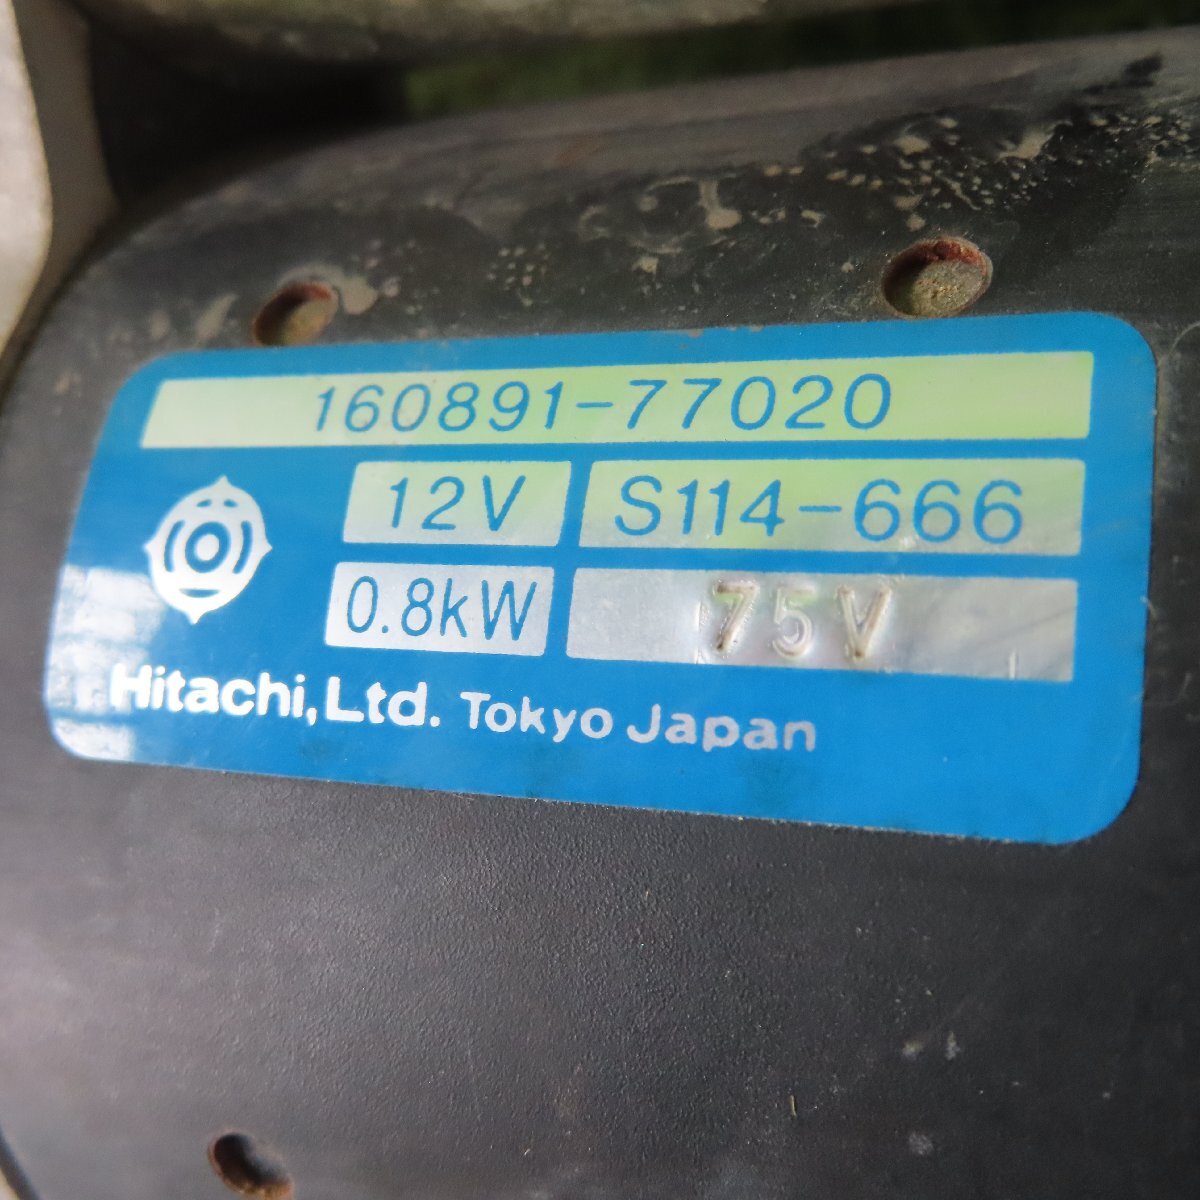 160891-77020
12V S114-666
0.8kW 75V
Hitachi, Ltd. Tokyo Japan